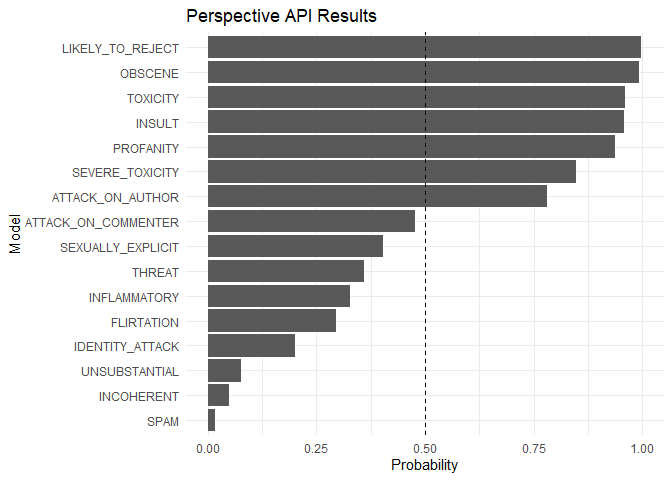 Perspective API Results
LIKELY_TO_REJECT
OBSCENE
TOXICITY
INSULT
PROFANITY
SEVERE_TOXICITY
ATTACK_ON_AUTHOR
ATTACK_ON_COMMENTER
SEXUALLY_EXPLICIT
THREAT
INFLAMMATORY
FLIRTATION
IDENTITY_ATTACK
UNSUBSTANTIAL
INCOHERENT
SPAM
Model
0.00 0.25 0.50 0.75 1.00
Probability